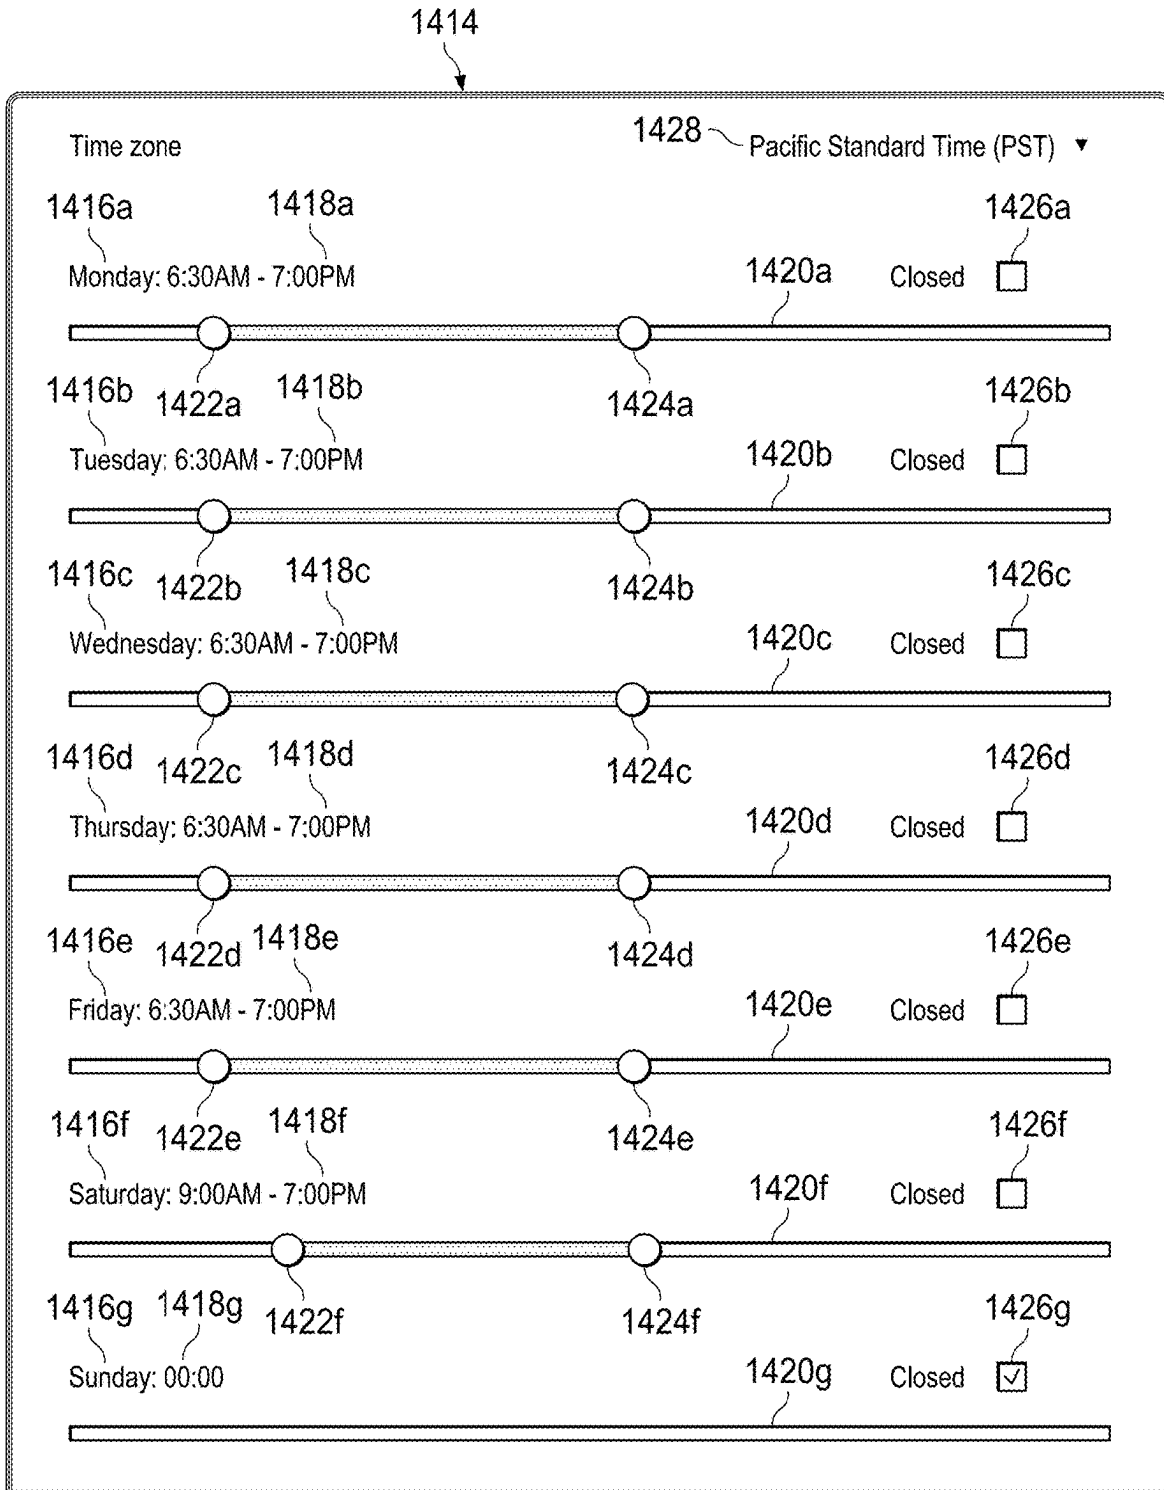 1414
Time zone 1428 Pacific Standard Time (PST) ▼
1416a 1418a 1426a
Monday: 6:30AM - 7:00PM 1420a Closed
1416b 1422a 1418b 1424a 1426b
Tuesday: 6:30AM - 7:00PM 1420b Closed
1416c 1422b 1418c 1424b 1426c
Wednesday: 6:30AM - 7:00PM 1420c Closed
1416d 1422c 1418d 1424c 1426d
Thursday: 6:30AM - 7:00PM 1420d Closed
1416e 1422d 1418e 1424d 1426e
Friday: 6:30AM - 7:00PM 1420e Closed
1416f 1422e 1418f 1424e 1426f
Saturday: 9:00AM - 7:00PM 1420f Closed
1416g 1418g 1422f 1424f 1426g
Sunday: 00:00 1420g Closed